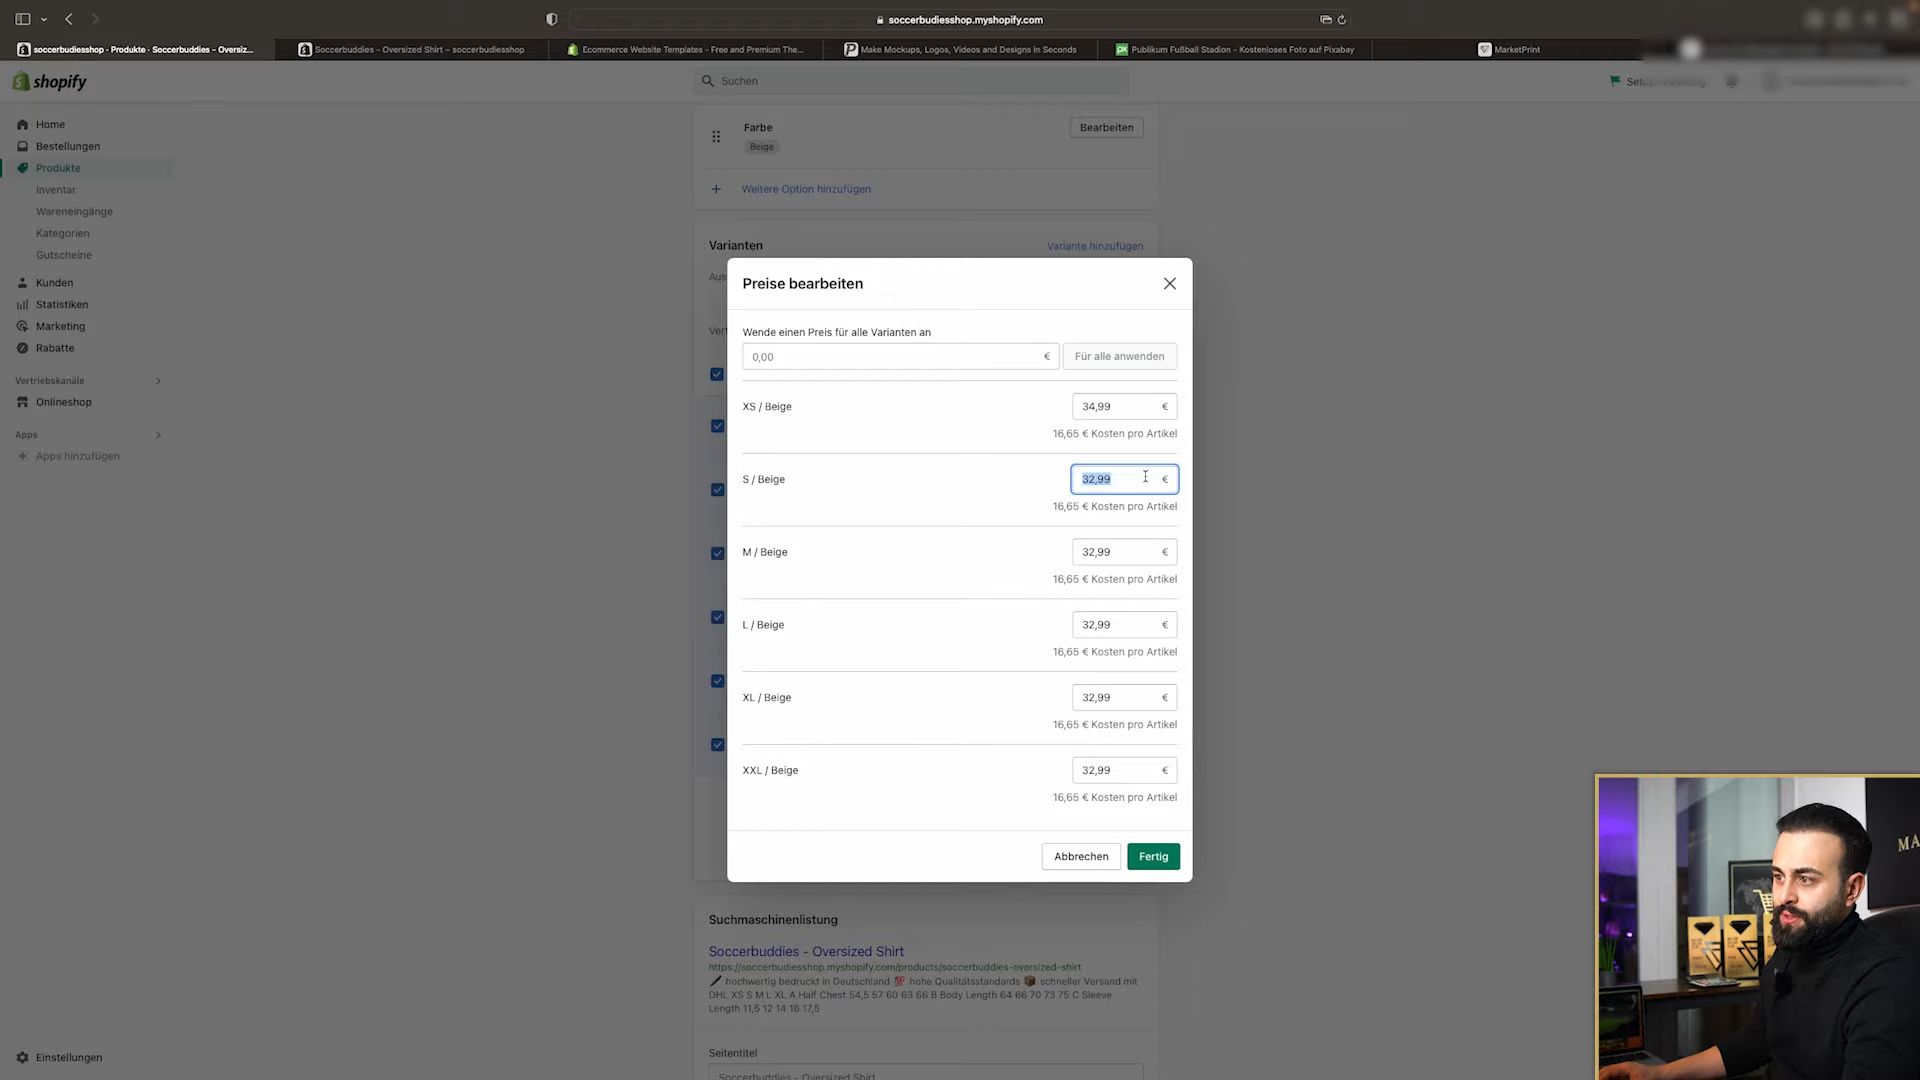 soccerbudiesshop.myshopify.com
soccerbudiesshop · Produkte · Soccerbuddies - Oversiz...
Soccerbuddies - Oversized Shirt – soccerbudiesshop
Ecommerce Website Templates - Free and Premium The...
Make Mockups, Logos, Videos and Designs in Seconds
Publikum Fußball Stadion - Kostenloses Foto auf Pixabay
MarketPrint
shopify
Suchen
Home
Bestellungen
Produkte
Inventar
Wareneingänge
Kategorien
Gutscheine
Kunden
Statistiken
Marketing
Rabatte
Vertriebskanäle
Onlineshop
Apps
Apps hinzufügen
Einstellungen
Farbe
Bearbeiten
Beige
Weitere Option hinzufügen
Varianten
Variante hinzufügen
Preise bearbeiten
Wende einen Preis für alle Varianten an
0,00 €
Für alle anwenden
XS / Beige
34,99 €
16,65 € Kosten pro Artikel
S / Beige
32,99 €
16,65 € Kosten pro Artikel
M / Beige
32,99 €
16,65 € Kosten pro Artikel
L / Beige
32,99 €
16,65 € Kosten pro Artikel
XL / Beige
32,99 €
16,65 € Kosten pro Artikel
XXL / Beige
32,99 €
16,65 € Kosten pro Artikel
Abbrechen
Fertig
Suchmaschinenlistung
Soccerbuddies - Oversized Shirt
https://soccerbudiesshop.myshopify.com/products/soccerbuddies-oversized-shirt
🖊 hochwertig bedruckt in Deutschland 💯 hohe Qualitätsstandards 📦 schneller Versand mit
DHL XS S M L XL A Half Chest 54,5 57 60 63 66 B Body Length 64 66 70 73 75 C Sleeve
Length 11,5 12 14 16 17,5
Seitentitel
Soccerbuddies - Oversized Shirt